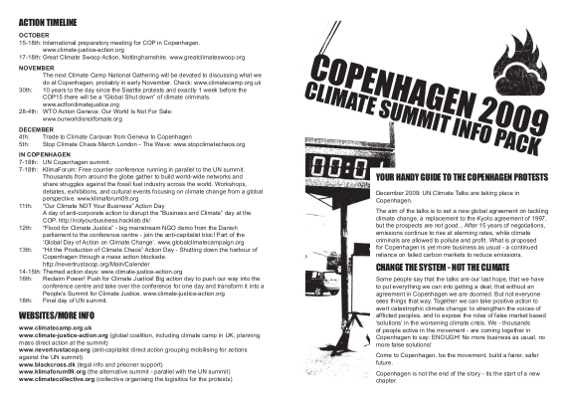 ACTION TIMELINE
OCTOBER
15-18th: International preparatory meeting for COP in Copenhagen.
www.climate-justice-action.org
17-18th: Great Climate Swoop Action, Nottinghamshire. www.greatclimateswoop.org
NOVEMBER
The next Climate Camp National Gathering will be devoted to discussing what we
do at Copenhagen, probably in early November. Check: www.climatecamp.org.uk
30th: 10 years to the day since the Seattle protests and exactly 1 week before the
COP15 there will be a "Global Shut down" of climate criminals.
www.actforclimatejustice.org
28-4th: WTO Action Geneva: Our World Is Not For Sale:
www.ourworldisnotforsale.org
DECEMBER
4th: Trade to Climate Caravan from Geneva to Copenhagen
5th: Stop Climate Chaos March London - The Wave: www.stopclimatechaos.org
IN COPENHAGEN
7-18th: UN Copenhagen summit.
7-18th: KlimaForum: Free counter conference running in parallel to the UN summit.
Thousands from around the globe gather to build world-wide networks and
share struggles against the fossil fuel industry across the world. Workshops,
debates, exhibitions, and cultural events focusing on climate change from a global
perspective. www.klimaforum09.org
11th: "Our Climate NOT Your Business" Action Day
A day of anti-corporate action to disrupt the "Business and Climate" day at the
COP. http://notyourbusiness.hacklab.dk/
12th: "Flood for Climate Justice" - big mainstream NGO demo from the Danish
parliament to the conference centre - join the anti-capitalist bloc! Part of the
'Global Day of Action on Climate Change'. www.globalclimatecampaign.org
13th: "Hit the Production of Climate Chaos" Action Day - Shutting down the harbour of
Copenhagen through a mass action blockade.
http://nevertrustacop.org/Main/Calender
14-15th: Themed action days: www.climate-justice-action.org
16th: Reclaim Power! Push for Climate Justice! Big action day to push our way into the
conference centre and take over the conference for one day and transform it into a
People's Summit for Climate Justice. www.climate-justice-action.org
18th: Final day of UN summit.
WEBSITES/MORE INFO
www.climatecamp.org.uk
www.climate-justice-action.org (global coalition, including climate camp in UK, planning
mass direct action at the summit)
www.nevertrustacop.org (anti-capitalist direct action grouping mobilising for actions
against the UN summit)
www.blackcross.dk (legal info and prisoner support)
www.klimaforum09.org (the alternative summit - parallel with the UN summit)
www.climatecollective.org (collective organising the logistics for the protests)
COPENHAGEN 2009
CLIMATE SUMMIT INFO PACK
00:0
YOUR HANDY GUIDE TO THE COPENHAGEN PROTESTS
December 2009: UN Climate Talks are taking place in
Copenhagen.
The aim of the talks is to set a new global agreement on tackling
climate change, a replacement to the Kyoto agreement of 1997,
but the prospects are not good... After 15 years of negotiations,
emissions continue to rise at alarming rates, while climate
criminals are allowed to pollute and profit. What is proposed
for Copenhagen is yet more business as usual - a continued
reliance on failed carbon markets to reduce emissions.
CHANGE THE SYSTEM - NOT THE CLIMATE
Some people say that the talks are our last hope, that we have
to put everything we can into getting a deal, that without an
agreement in Copenhagen we are doomed. But not everyone
sees things that way. Together we can take positive action to
avert catastrophic climate change: to strengthen the voices of
afflicted peoples, and to expose the roles of false market based
'solutions' in the worsening climate crisis. We - thousands
of people active in the movement - are coming together in
Copenhagen to say: ENOUGH! No more business as usual, no
more false solutions!
Come to Copenhagen, be the movement, build a fairer, safer
future.
Copenhagen is not the end of the story - its the start of a new
chapter.